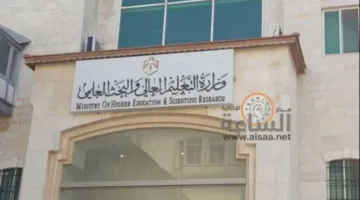 وزارة التعليم العالي والبحث العلمي
MINISTRY OF HIGHER EDUCATION & SCIENTIFIC RESEARCH
الساعة
www.alsaa.net